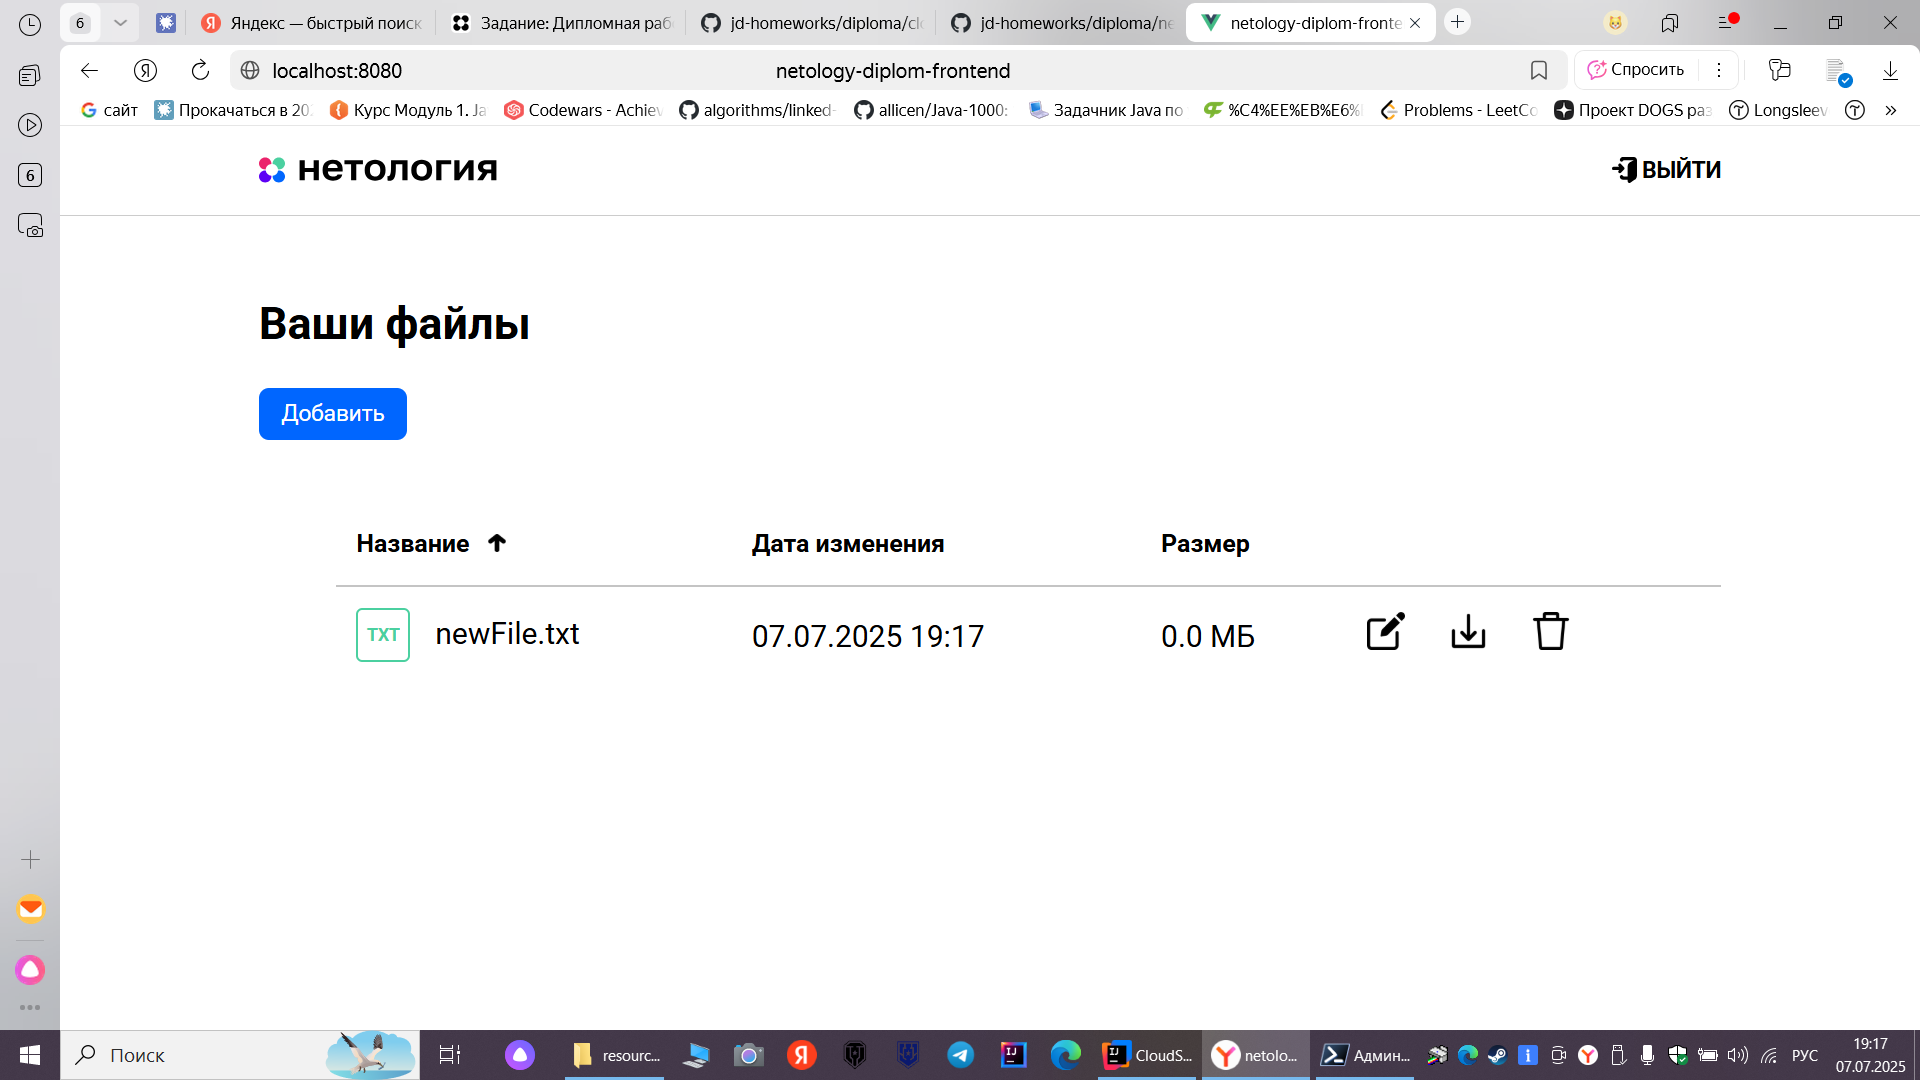 6
Яндекс — быстрый поиск
Задание: Дипломная раб
jd-homeworks/diploma/clo
jd-homeworks/diploma/ne
netology-diplom-fronte
localhost:8080
netology-diplom-frontend
Спросить
сайт
Прокачаться в 20
Курс Модуль 1. Ja
Codewars - Achiev
algorithms/linked-
allicen/Java-1000:
Задачник Java по
%C4%EE%EB%E6%
Problems - LeetCo
Проект DOGS раз
Longsleev
6
нетология
ВЫЙТИ
Ваши файлы
Добавить
Название
Дата изменения
Размер
TXT
newFile.txt
07.07.2025 19:17
0.0 МБ
Поиск
resourc...
CloudS...
netolo...
Админ...
РУС
19:17
07.07.2025